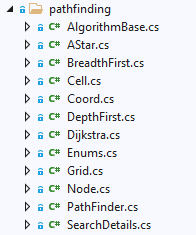 pathfinding
C# AlgorithmBase.cs
C# AStar.cs
C# BreadthFirst.cs
C# Cell.cs
C# Coord.cs
C# DepthFirst.cs
C# Dijkstra.cs
C# Enums.cs
C# Grid.cs
C# Node.cs
C# PathFinder.cs
C# SearchDetails.cs